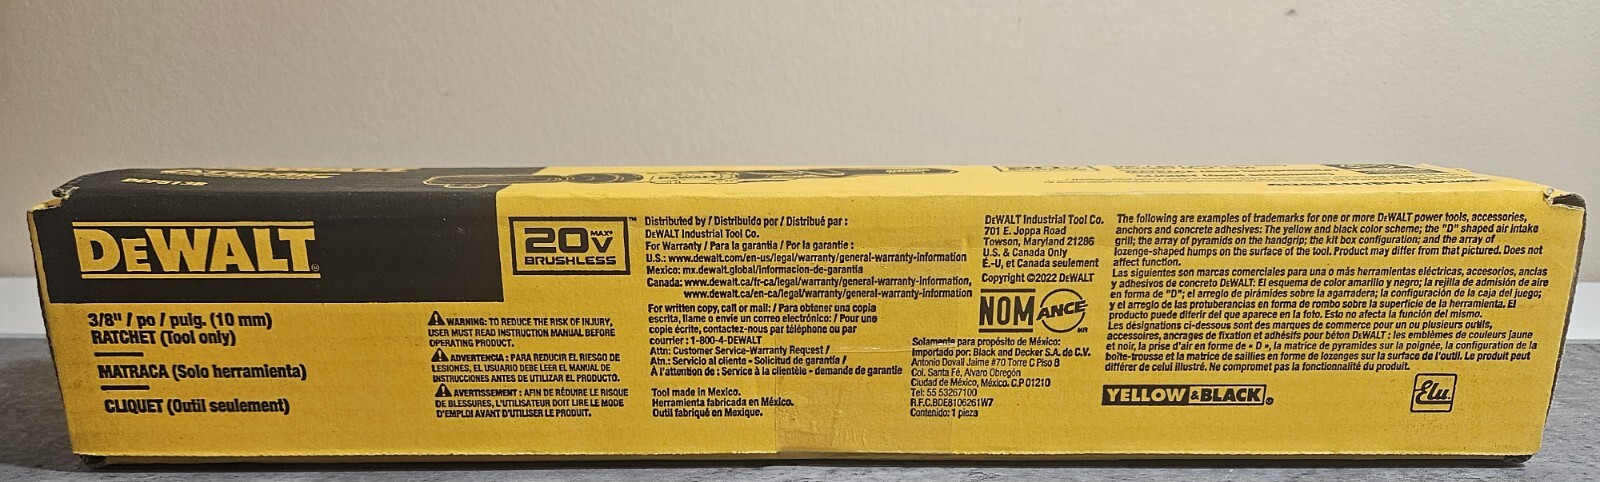 DCF513B
DEWALT®
20V MAX*
BRUSHLESS™
3/8" / po / pulg. (10 mm)
RATCHET (Tool only)
MATRACA (Solo herramienta)
CLIQUET (Outil seulement)
WARNING: TO REDUCE THE RISK OF INJURY,
USER MUST READ INSTRUCTION MANUAL BEFORE
OPERATING PRODUCT.
ADVERTENCIA: PARA REDUCIR EL RIESGO DE
LESIONES, EL USUARIO DEBE LEER EL MANUAL DE
INSTRUCCIONES ANTES DE UTILIZAR EL PRODUCTO.
AVERTISSEMENT : AFIN DE RÉDUIRE LE RISQUE
DE BLESSURES, L'UTILISATEUR DOIT LIRE LE MODE
D'EMPLOI AVANT D'UTILISER LE PRODUIT.
Distributed by / Distribuido por / Distribué par :
DEWALT Industrial Tool Co.
For Warranty / Para la garantía / Por la garantie :
U.S.: www.dewalt.com/en-us/legal/warranty/general-warranty-information
Mexico: mx.dewalt.global/informacion-de-garantia
Canada: www.dewalt.ca/fr-ca/legal/warranty/general-warranty-information,
www.dewalt.ca/en-ca/legal/warranty/general-warranty-information
For written copy, call or mail: / Para obtener una copia
escrita, llame o envíe un correo electrónico: / Pour une
copie écrite, contactez-nous par téléphone ou par
courrier : 1-800-4-DEWALT
Attn: Customer Service-Warranty Request /
Atn.: Servicio al cliente - Solicitud de garantía /
À l'attention de : Service à la clientèle - demande de garantie
Tool made in Mexico.
Herramienta fabricada en México.
Outil fabriqué en Mexique.
DEWALT Industrial Tool Co.
701 E. Joppa Road
Towson, Maryland 21286
U.S. & Canada Only
É.-U, et Canada seulement
Copyright ©2022 DEWALT
NOM
ANCE
Solamente para propósito de México:
Importado por: Black and Decker S.A. de C.V.
Antonio Dovali Jaime #70 Torre C Piso 8
Col. Santa Fé, Alvaro Obregón
Ciudad de México, México. C.P 01210
Tel: 55 53267100
R.F.C.BDE8106261W7
Contenido: 1 pieza
The following are examples of trademarks for one or more DEWALT power tools, accessories,
anchors and concrete adhesives: The yellow and black color scheme; the "D" shaped air intake
grill; the array of pyramids on the handgrip; the kit box configuration; and the array of
lozenge-shaped humps on the surface of the tool. Product may differ from that pictured. Does not
affect function.
Las siguientes son marcas comerciales para una o más herramientas eléctricas, accesorios, anclas
y adhesivos de concreto DEWALT: El esquema de color amarillo y negro; la rejilla de admisión de aire
en forma de "D"; el arreglo de pirámides sobre la agarradera; la configuración de la caja del juego;
y el arreglo de las protuberancias en forma de rombo sobre la superficie de la herramienta. El
producto puede diferir del que aparece en la foto. Esto no afecta la función del mismo.
Les désignations ci-dessous sont des marques de commerce pour un ou plusieurs outils,
accessoires, ancrages de fixation et adhésifs pour béton DEWALT : les emblèmes de couleurs jaune
et noir, la prise d'air en forme de « D », la matrice de pyramides sur la poignée, la configuration de la
boîte-trousse et la matrice de saillies en forme de lozenges sur la surface de l'outil. Le produit peut
différer de celui illustré. Ne compromet pas la fonctionnalité du produit.
YELLOW & BLACK®
Elu